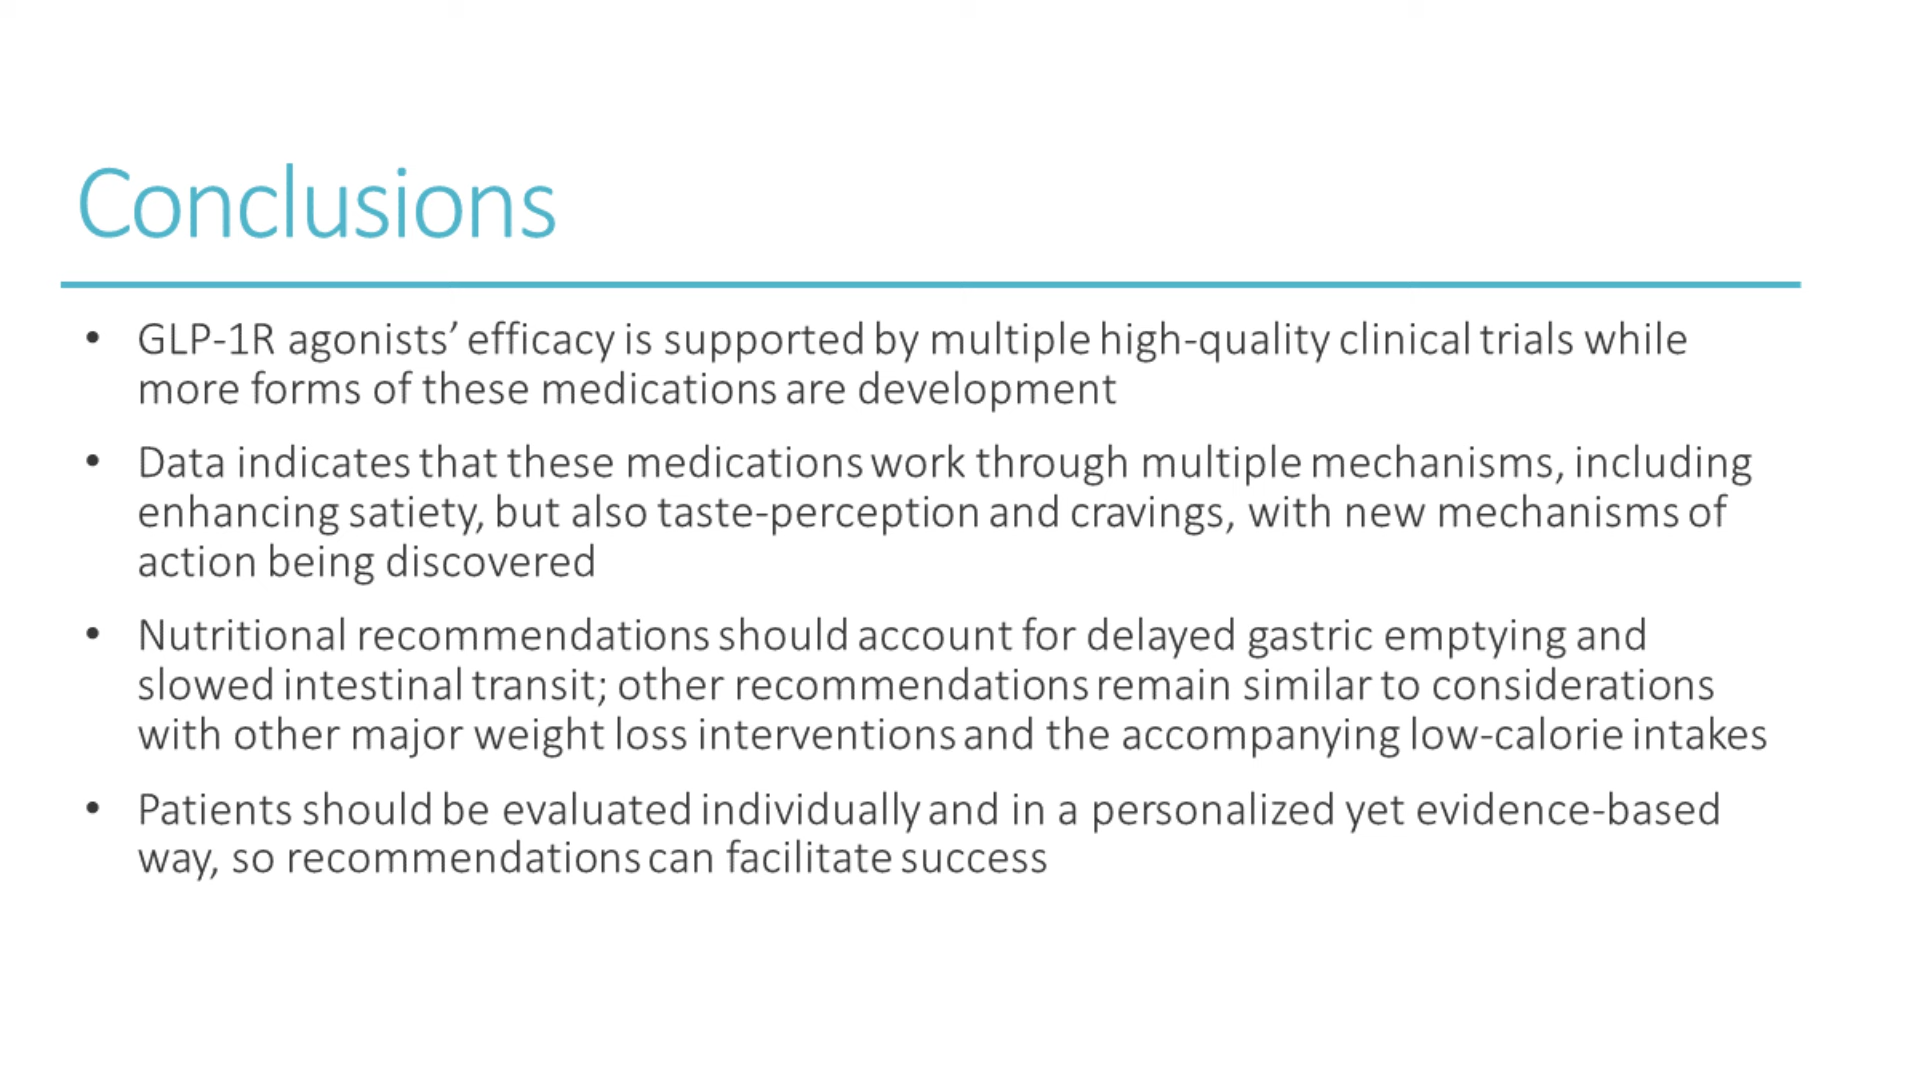 Conclusions
• GLP-1R agonists’ efficacy is supported by multiple high-quality clinical trials while
more forms of these medications are development
• Data indicates that these medications work through multiple mechanisms, including
enhancing satiety, but also taste-perception and cravings, with new mechanisms of
action being discovered
• Nutritional recommendations should account for delayed gastric emptying and
slowed intestinal transit; other recommendations remain similar to considerations
with other major weight loss interventions and the accompanying low-calorie intakes
• Patients should be evaluated individually and in a personalized yet evidence-based
way, so recommendations can facilitate success